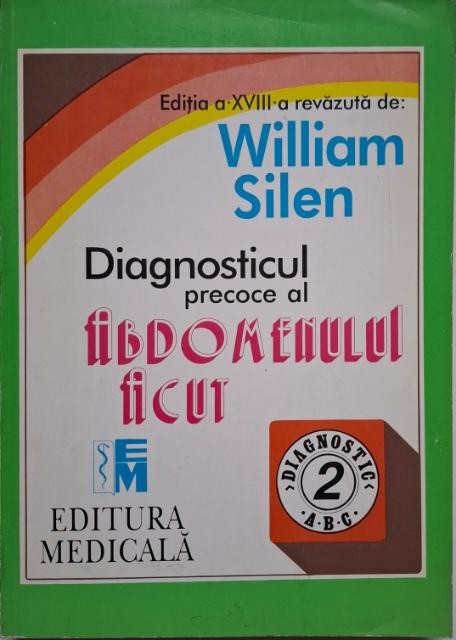 Ediția a·XVIII·a revăzută de:
William
Silen
Diagnosticul
precoce al
ABDOMENULUI
ACUT
EM
EDITURA
MEDICALĂ
DIAGNOSTIC
2
A·B·C·